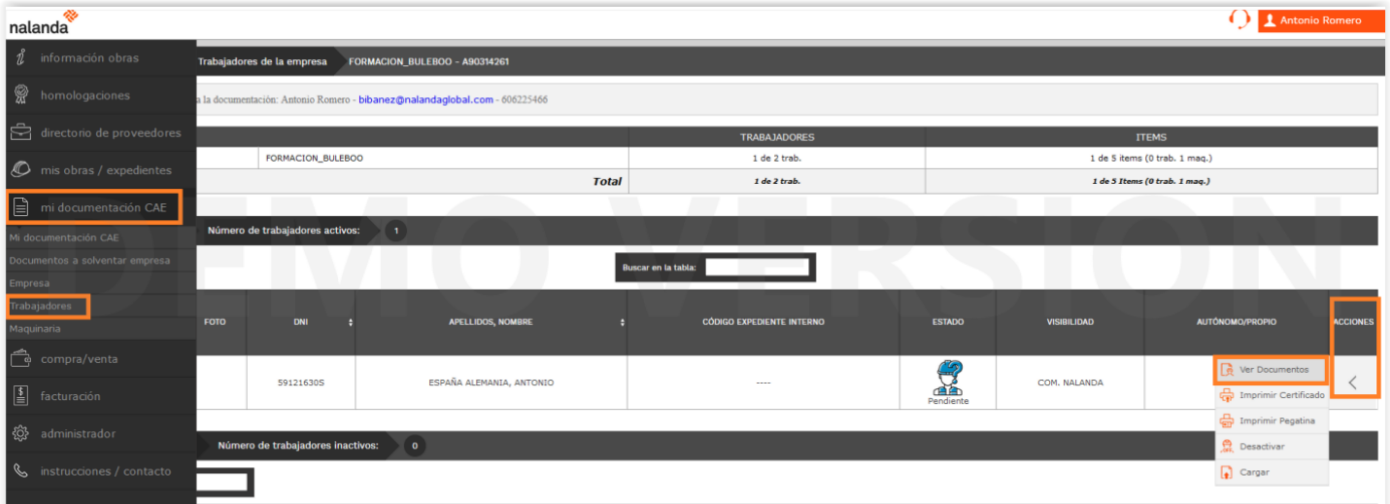 nalanda
Antonio Romero
información obras
homologaciones
directorio de proveedores
mis obras / expedientes
mi documentación CAE
Mi documentación CAE
Documentos a solventar empresa
Empresa
Trabajadores
Maquinaria
compra/venta
facturación
administrador
instrucciones / contacto
Trabajadores de la empresa FORMACION_BULEBOO - A90314261
a la documentación: Antonio Romero - bibanez@nalandaglobal.com - 606225466
TRABAJADORES ITEMS
FORMACION_BULEBOO 1 de 2 trab. 1 de 5 items (0 trab. 1 maq.)
Total 1 de 2 trab. 1 de 5 Items (0 trab. 1 maq.)
Número de trabajadores activos: 1
DEMO VERSION
Buscar en la tabla:
FOTO DNI APELLIDOS, NOMBRE CÓDIGO EXPEDIENTE INTERNO ESTADO VISIBILIDAD AUTÓNOMO/PROPIO ACCIONES
59121630S ESPAÑA ALEMANIA, ANTONIO ---- Pendiente COM. NALANDA
Ver Documentos
Imprimir Certificado
Imprimir Pegatina
Desactivar
Cargar
Número de trabajadores inactivos: 0